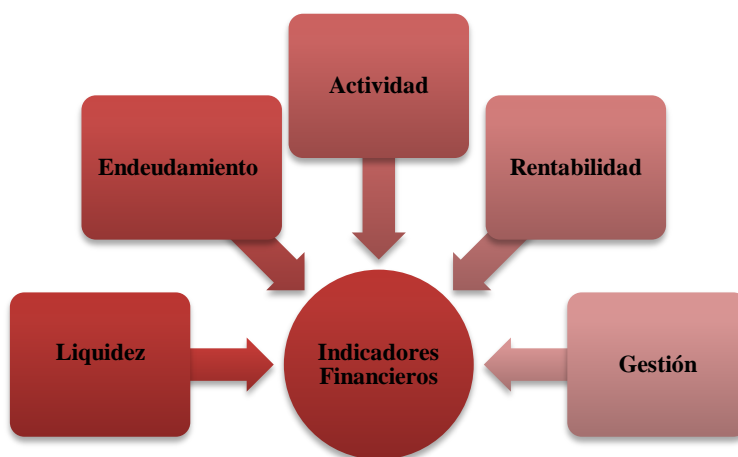 Actividad
Endeudamiento
Rentabilidad
Liquidez
Indicadores
Financieros
Gestión